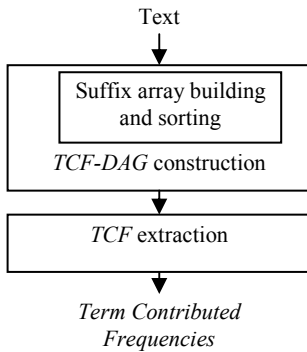 Text
Suffix array building
and sorting
TCF-DAG construction
TCF extraction
Term Contributed
Frequencies